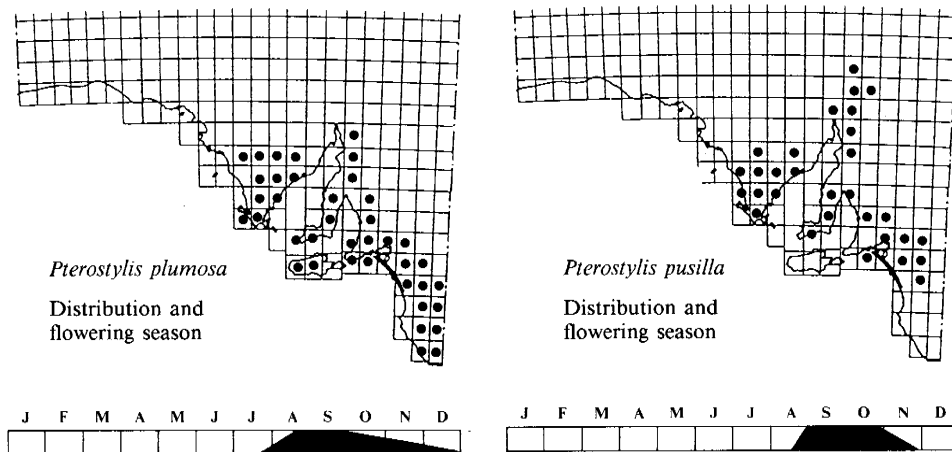 Pterostylis plumosa
Distribution and
flowering season
J F M A M J J A S O N D
Pterostylis pusilla
Distribution and
flowering season
J F M A M J J A S O N D